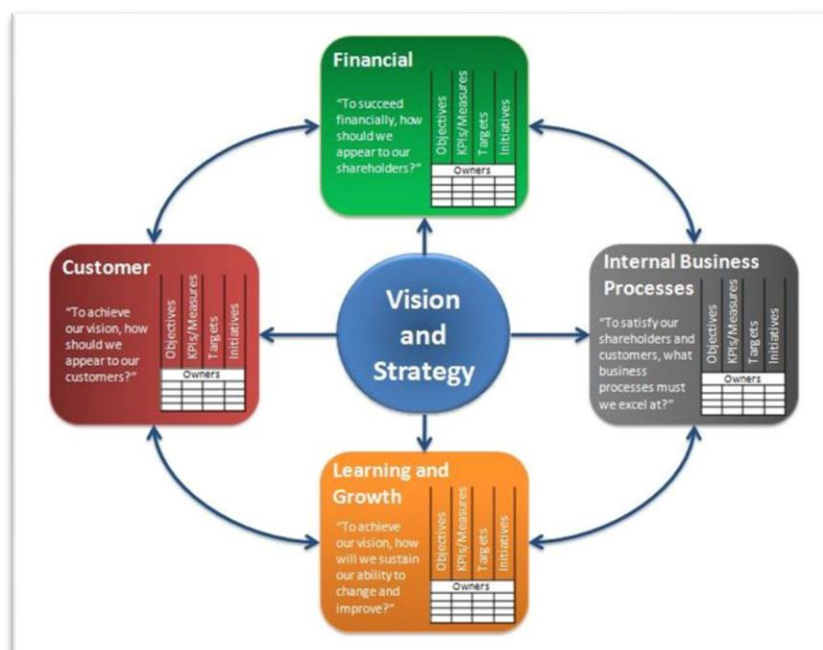 Financial
"To succeed
financially, how
should we
appear to our
shareholders?"
Objectives
KPIs/Measures
Targets
Initiatives
Owners
Customer
"To achieve
our vision, how
should we
appear to our
customers?"
Objectives
KPIs/Measures
Targets
Initiatives
Owners
Vision
and
Strategy
Internal Business
Processes
"To satisfy our
shareholders and
customers, what
business
processes must
we excel at?"
Objectives
KPIs/Measures
Targets
Initiatives
Owners
Learning and
Growth
"To achieve
our vision, how
will we sustain
our ability to
change and
improve?"
Objectives
KPIs/Measures
Targets
Initiatives
Owners